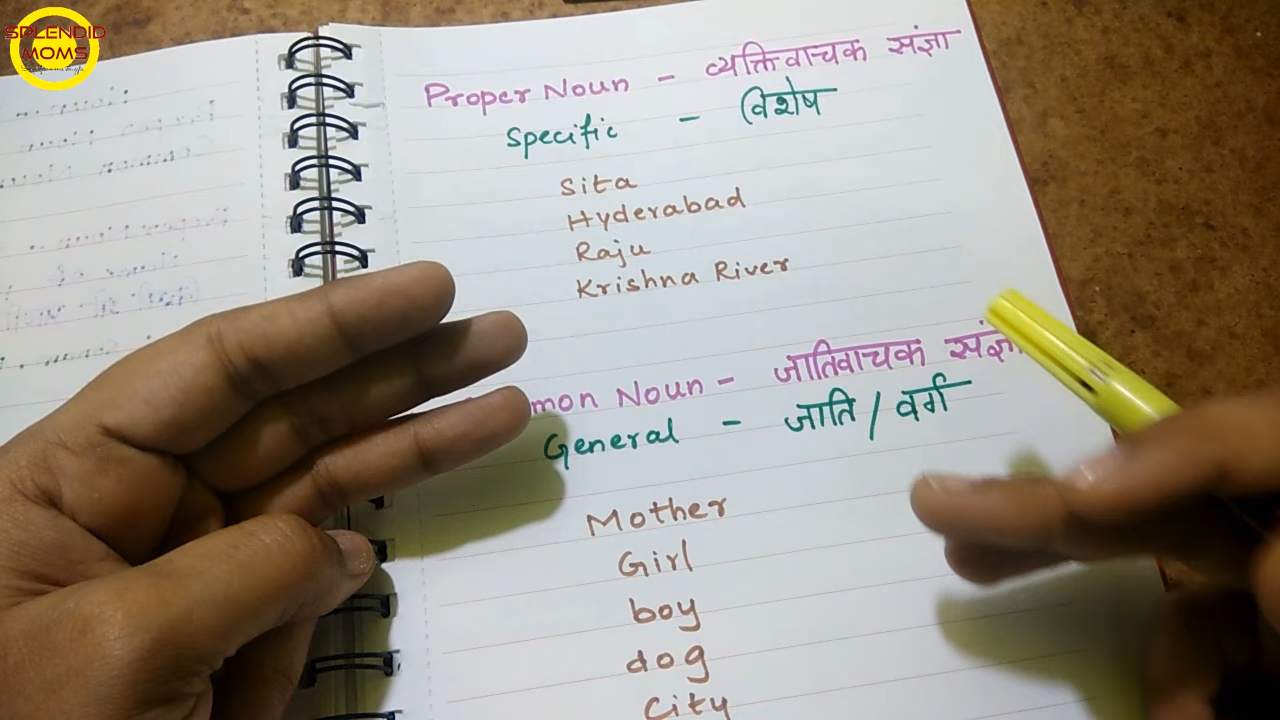 SPLENDID
MOMS
Proper Noun - व्यक्तिवाचक संज्ञा
Specific - विशेष
Sita
Hyderabad
Raju
Krishna River
mon Noun - जातिवाचक संज्ञा
General - जाति / वर्ग
Mother
Girl
boy
dog
City